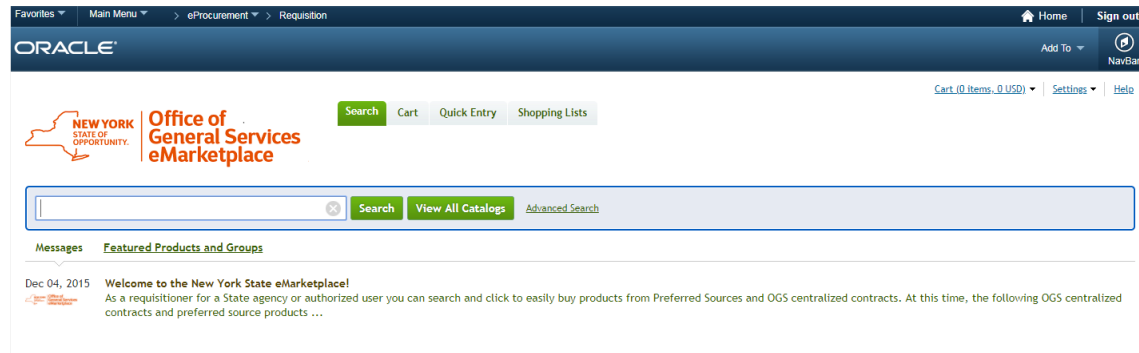 Favorites Main Menu > eProcurement > Requisition Home Sign out
ORACLE Add To NavBar
Cart (0 items, 0 USD) Settings Help
Search Cart Quick Entry Shopping Lists
NEW YORK
STATE OF
OPPORTUNITY.
Office of
General Services
eMarketplace
Search View All Catalogs Advanced Search
Messages Featured Products and Groups
Dec 04, 2015 Welcome to the New York State eMarketplace!
As a requisitioner for a State agency or authorized user you can search and click to easily buy products from Preferred Sources and OGS centralized contracts. At this time, the following OGS centralized
contracts and preferred source products ...